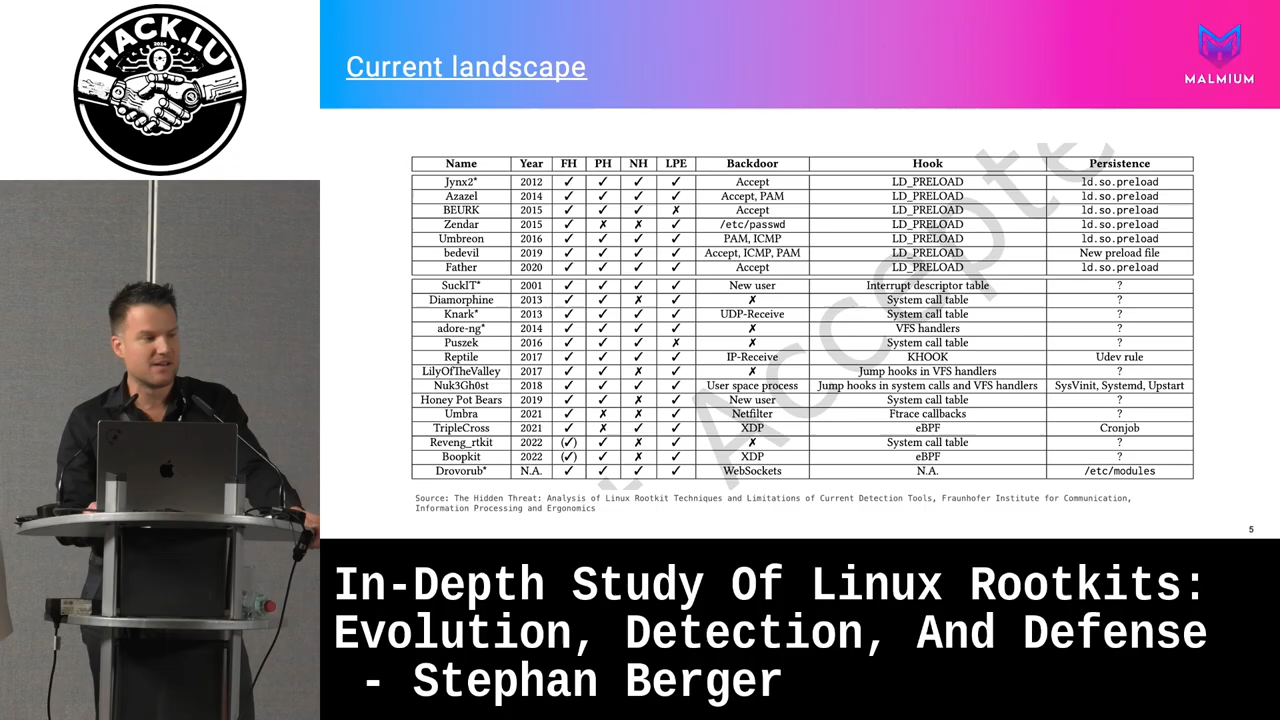 HACK.LU
2024
Current landscape
MALMIUM
Name Year FH PH NH LPE Backdoor Hook Persistence
Jynx2* 2012 ✓ ✓ ✓ ✓ Accept LD_PRELOAD ld.so.preload
Azazel 2014 ✓ ✓ ✓ ✓ Accept, PAM LD_PRELOAD ld.so.preload
BEURK 2015 ✓ ✓ ✓ ✗ Accept LD_PRELOAD ld.so.preload
Zendar 2015 ✓ ✗ ✗ ✓ /etc/passwd LD_PRELOAD ld.so.preload
Umbreon 2016 ✓ ✓ ✓ ✓ PAM, ICMP LD_PRELOAD ld.so.preload
bedevil 2019 ✓ ✓ ✓ ✓ Accept, ICMP, PAM LD_PRELOAD New preload file
Father 2020 ✓ ✓ ✓ ✓ Accept LD_PRELOAD ld.so.preload
SuckIT* 2001 ✓ ✓ ✓ ✓ New user Interrupt descriptor table ?
Diamorphine 2013 ✓ ✓ ✗ ✓ ✗ System call table ?
Knark* 2013 ✓ ✓ ✓ ✓ UDP-Receive System call table ?
adore-ng* 2014 ✓ ✓ ✓ ✓ ✗ VFS handlers ?
Puszek 2016 ✓ ✓ ✓ ✗ ✗ System call table ?
Reptile 2017 ✓ ✓ ✓ ✓ IP-Receive KHOOK Udev rule
LilyOfTheValley 2017 ✓ ✓ ✗ ✓ ✗ Jump hooks in VFS handlers ?
Nuk3Gh0st 2018 ✓ ✓ ✓ ✓ User space process Jump hooks in system calls and VFS handlers SysVinit, Systemd, Upstart
Honey Pot Bears 2019 ✓ ✓ ✗ ✓ New user System call table ?
Umbra 2021 ✓ ✗ ✗ ✓ Netfilter Ftrace callbacks ?
TripleCross 2021 ✓ ✗ ✓ ✓ XDP eBPF Cronjob
Reveng_rtkit 2022 (✓) ✓ ✗ ✓ ✗ System call table ?
Boopkit 2022 (✓) ✓ ✗ ✓ XDP eBPF ?
Drovorub* N.A. ✓ ✓ ✓ ✓ WebSockets N.A. /etc/modules
Accepte
Source: The Hidden Threat: Analysis of Linux Rootkit Techniques and Limitations of Current Detection Tools, Fraunhofer Institute for Communication,
Information Processing and Ergonomics
5
In-Depth Study Of Linux Rootkits:
Evolution, Detection, And Defense
- Stephan Berger